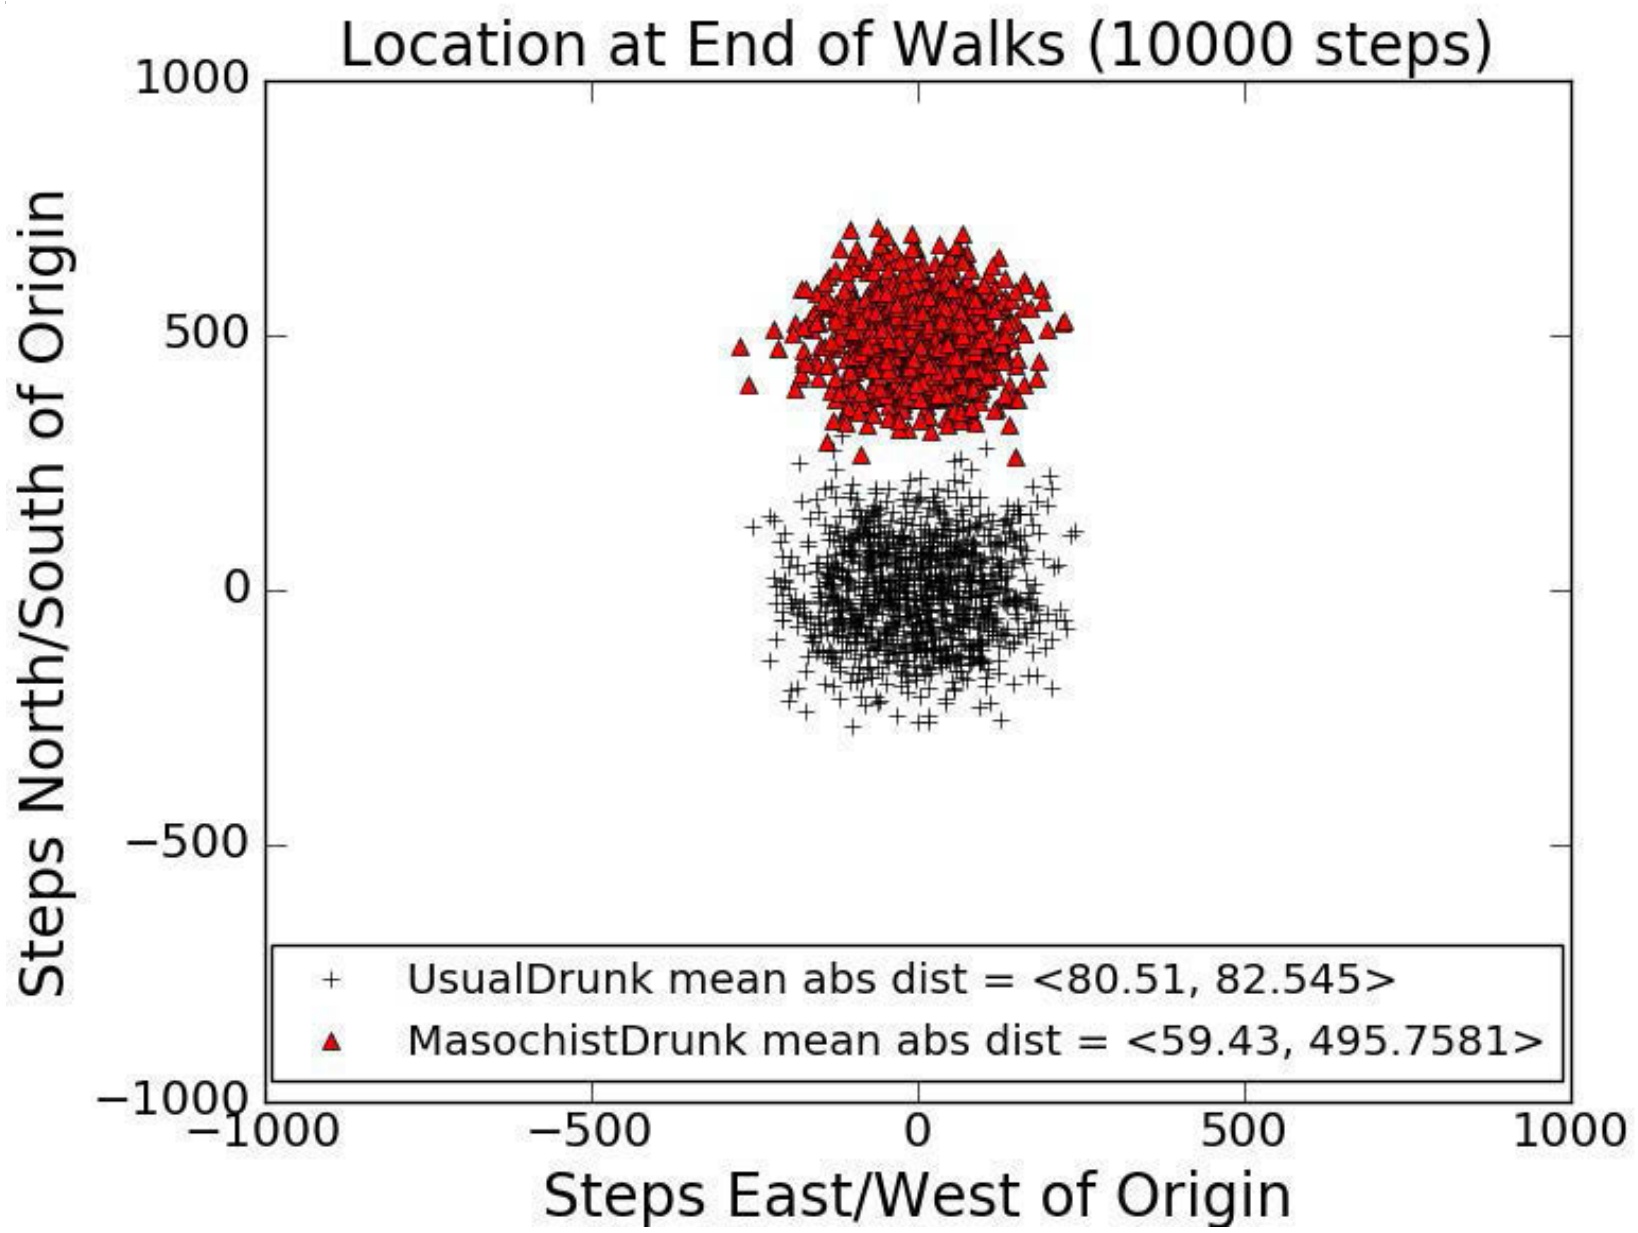 Location at End of Walks (10000 steps)
Steps North/South of Origin
1000
500
0
−500
−1000
UsualDrunk mean abs dist = <80.51, 82.545>
MasochistDrunk mean abs dist = <59.43, 495.7581>
−1000
−500
0
500
1000
Steps East/West of Origin